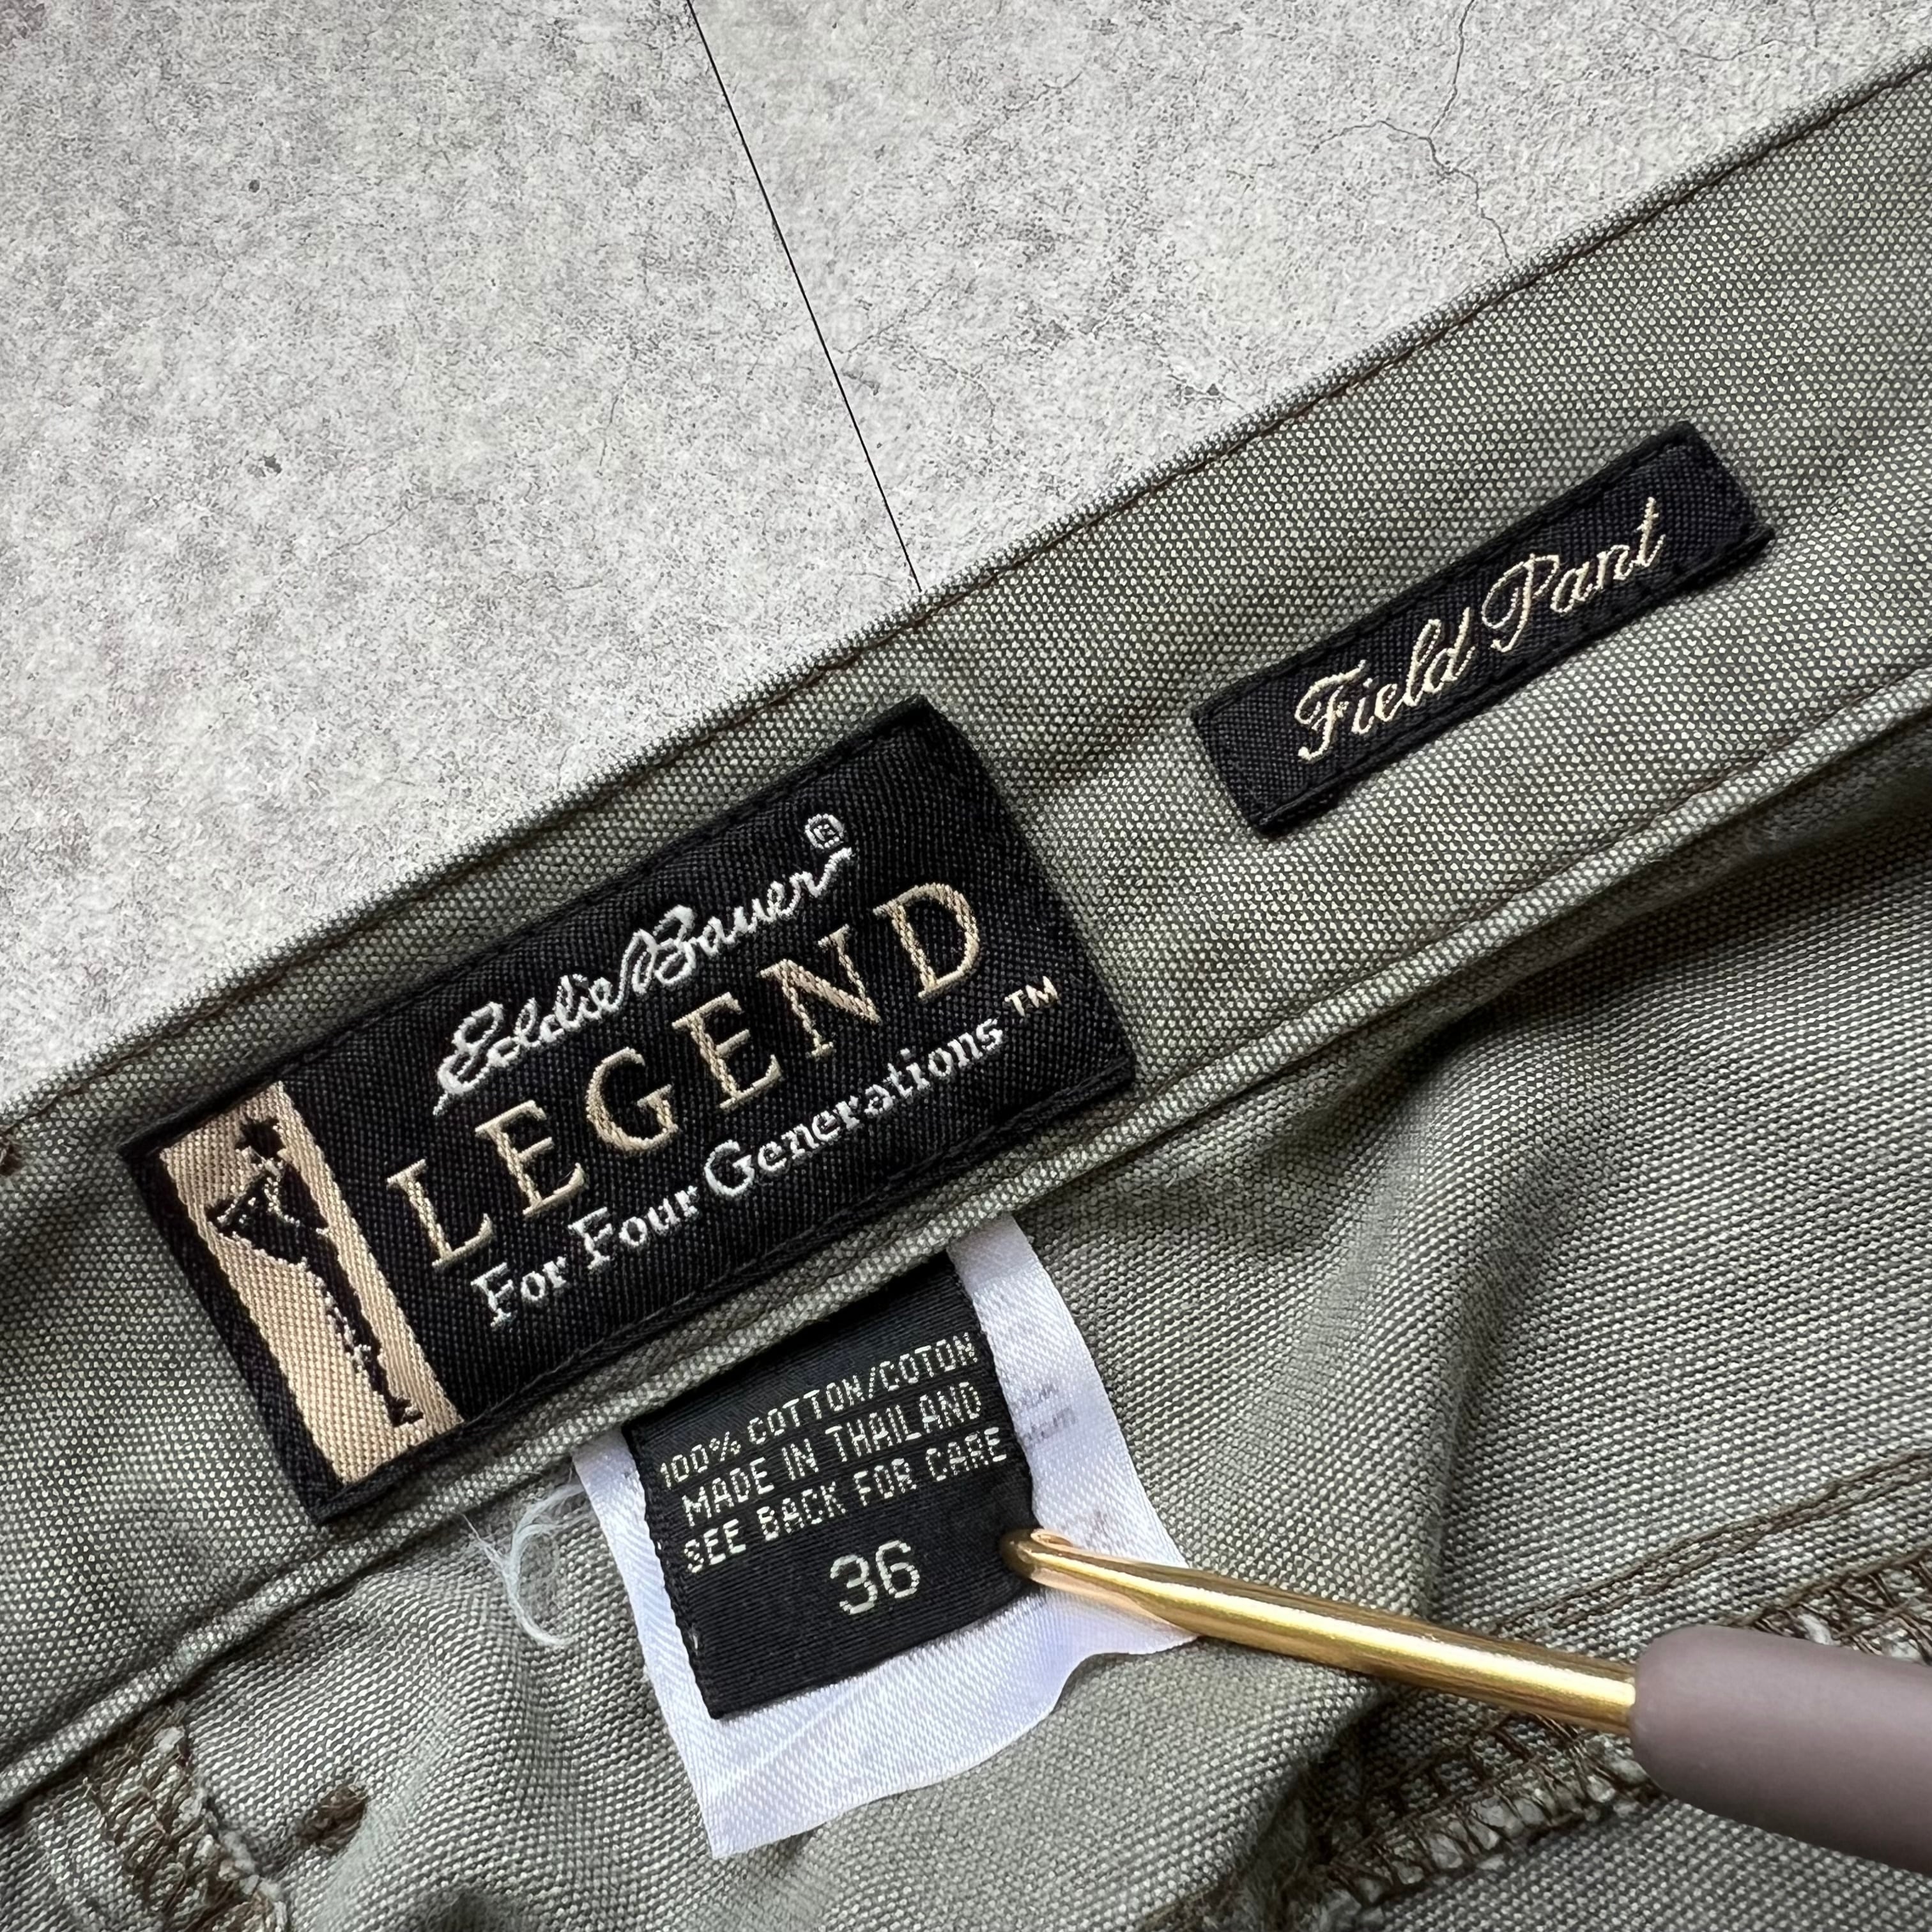 Eddie Bauer®
LEGEND
For Four Generations™
Field Pant
100% COTTON/COTON
MADE IN THAILAND
SEE BACK FOR CARE
36